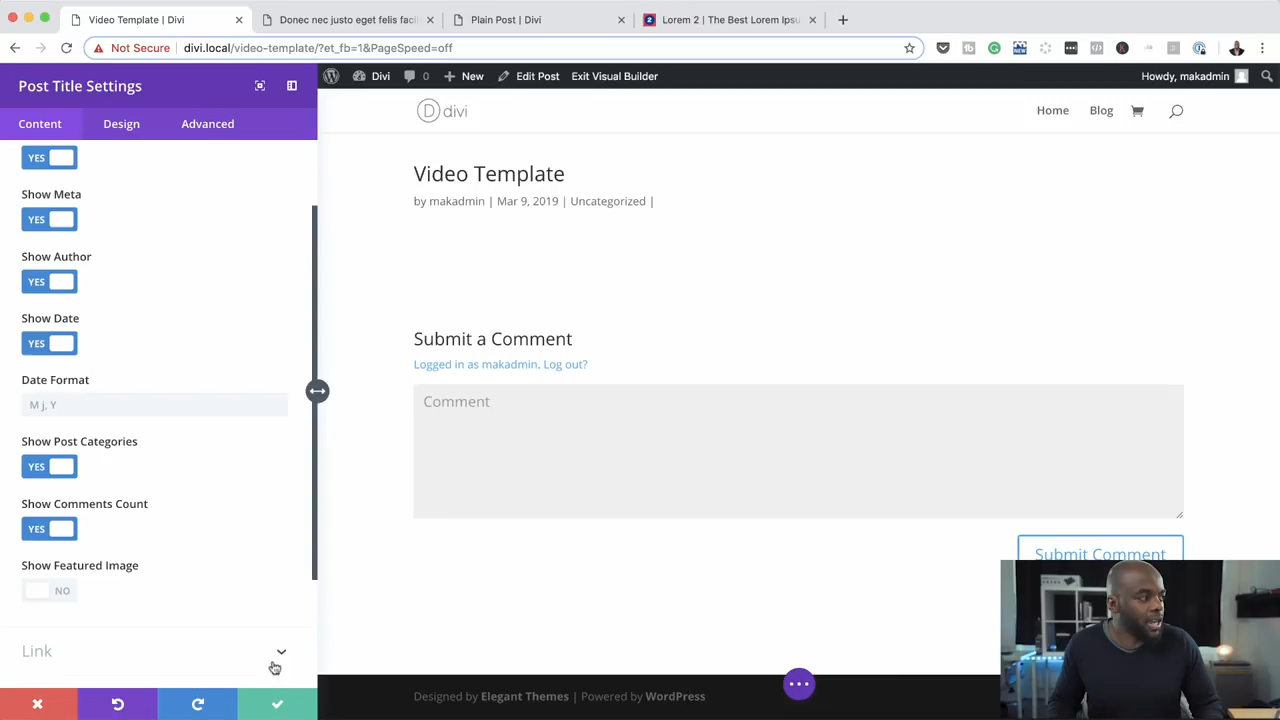 Video Template | Divi
Donec nec justo eget felis facil
Plain Post | Divi
Lorem 2 | The Best Lorem Ipsu
Not Secure | divi.local/video-template/?et_fb=1&PageSpeed=off
Post Title Settings
Divi
0
New
Edit Post
Exit Visual Builder
Howdy, makadmin
Content
Design
Advanced
divi
Home
Blog
YES
Show Meta
YES
Show Author
YES
Show Date
YES
Date Format
M j, Y
Show Post Categories
YES
Show Comments Count
YES
Show Featured Image
NO
Link
Video Template
by makadmin | Mar 9, 2019 | Uncategorized |
Submit a Comment
Logged in as makadmin. Log out?
Comment
Submit Comment
Designed by Elegant Themes | Powered by WordPress